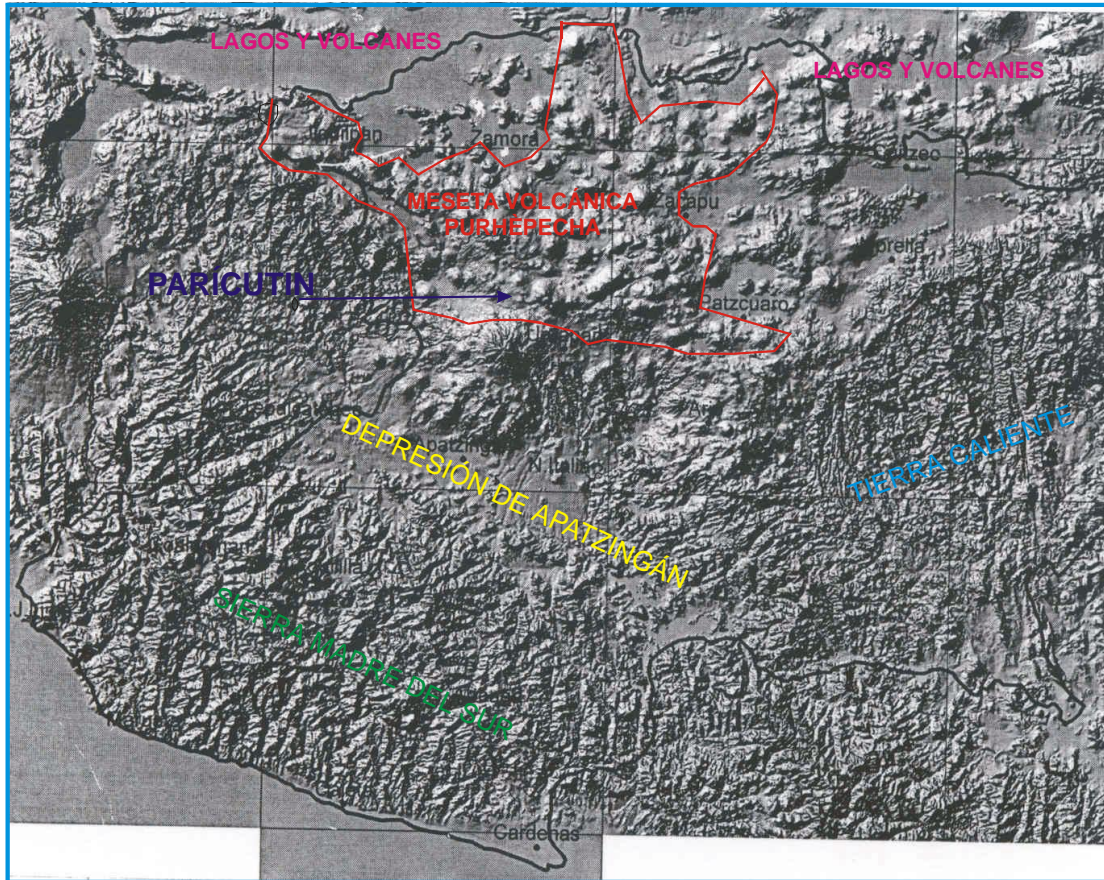 LAGOS Y VOLCANES
LAGOS Y VOLCANES
Zamora
MESETA VOLCÁNICA
PURHÉPECHA
Zacapu
PARÍCUTIN
Patzcuaro
DEPRESIÓN DE APATZINGÁN
N.Italia
TIERRA CALIENTE
SIERRA MADRE DEL SUR
Cardenas